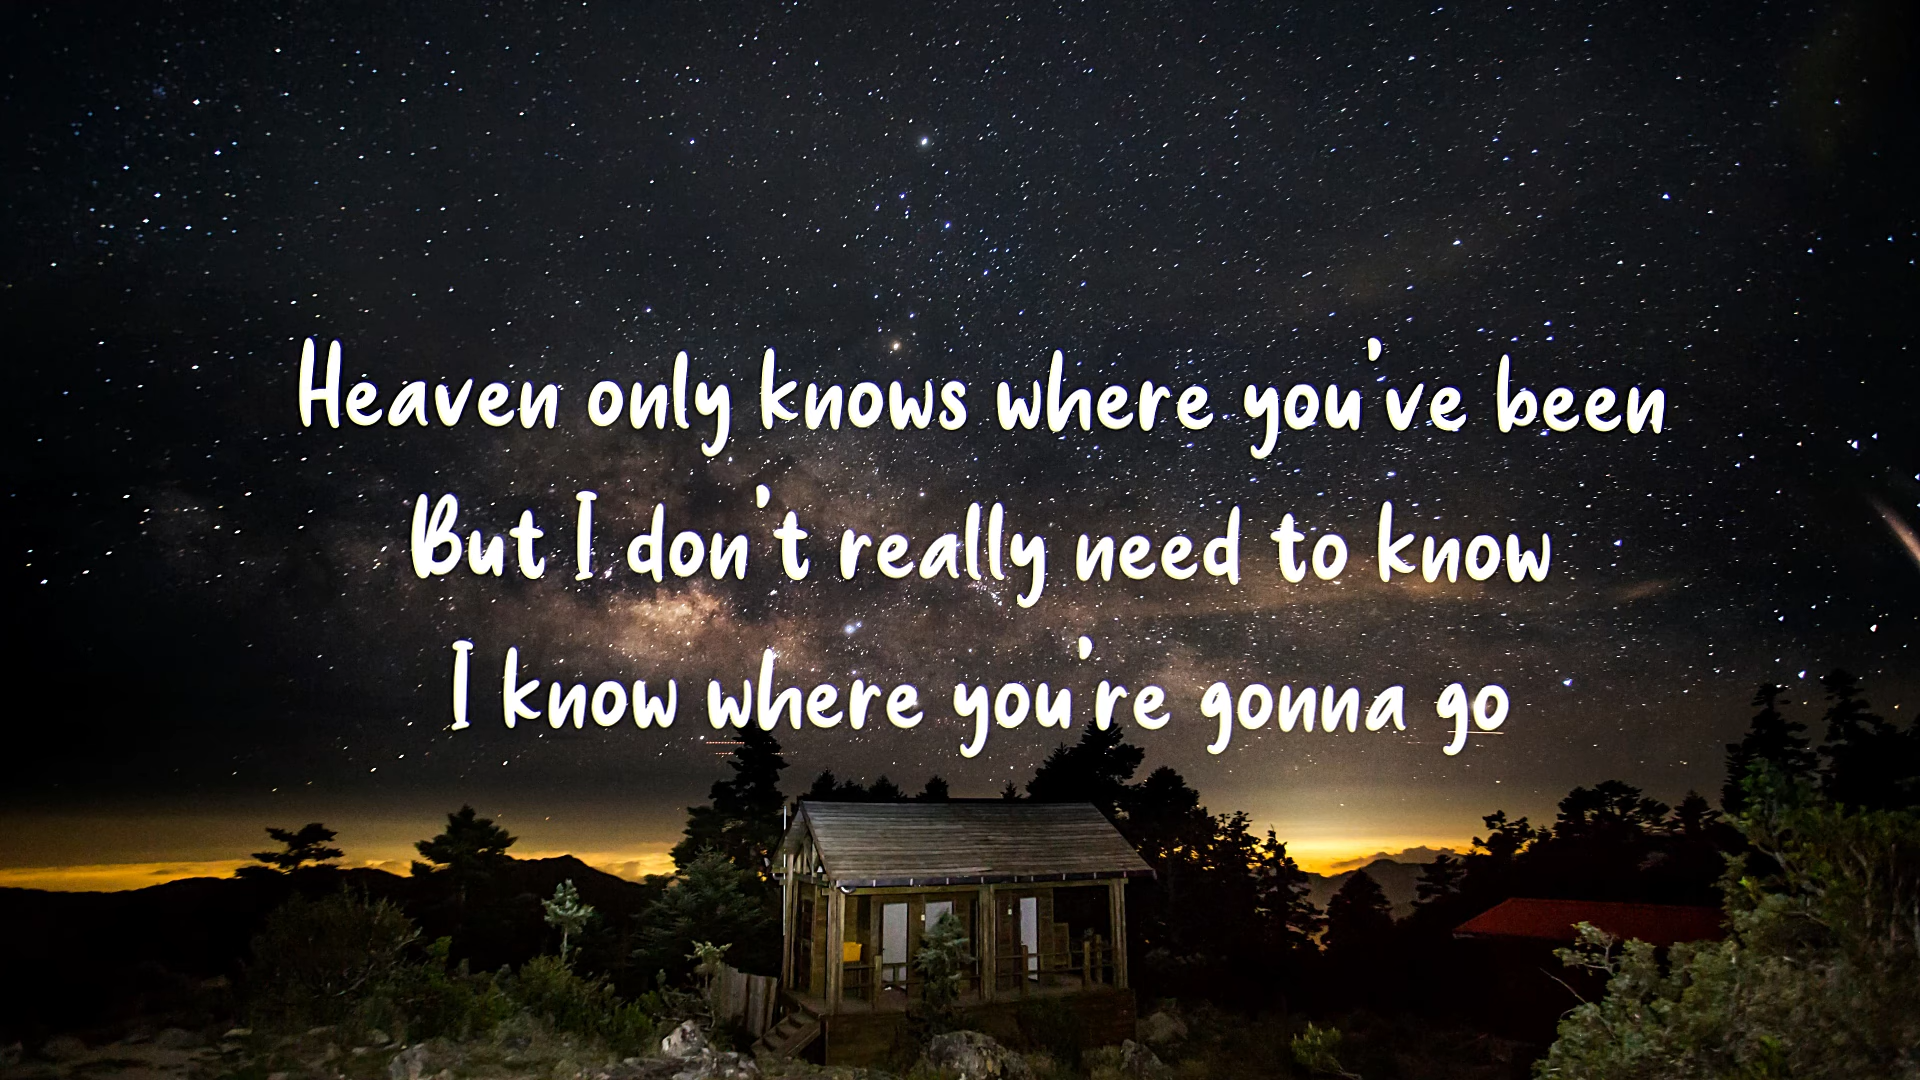 Heaven only knows where you've been
But I don't really need to know
I know where you're gonna go